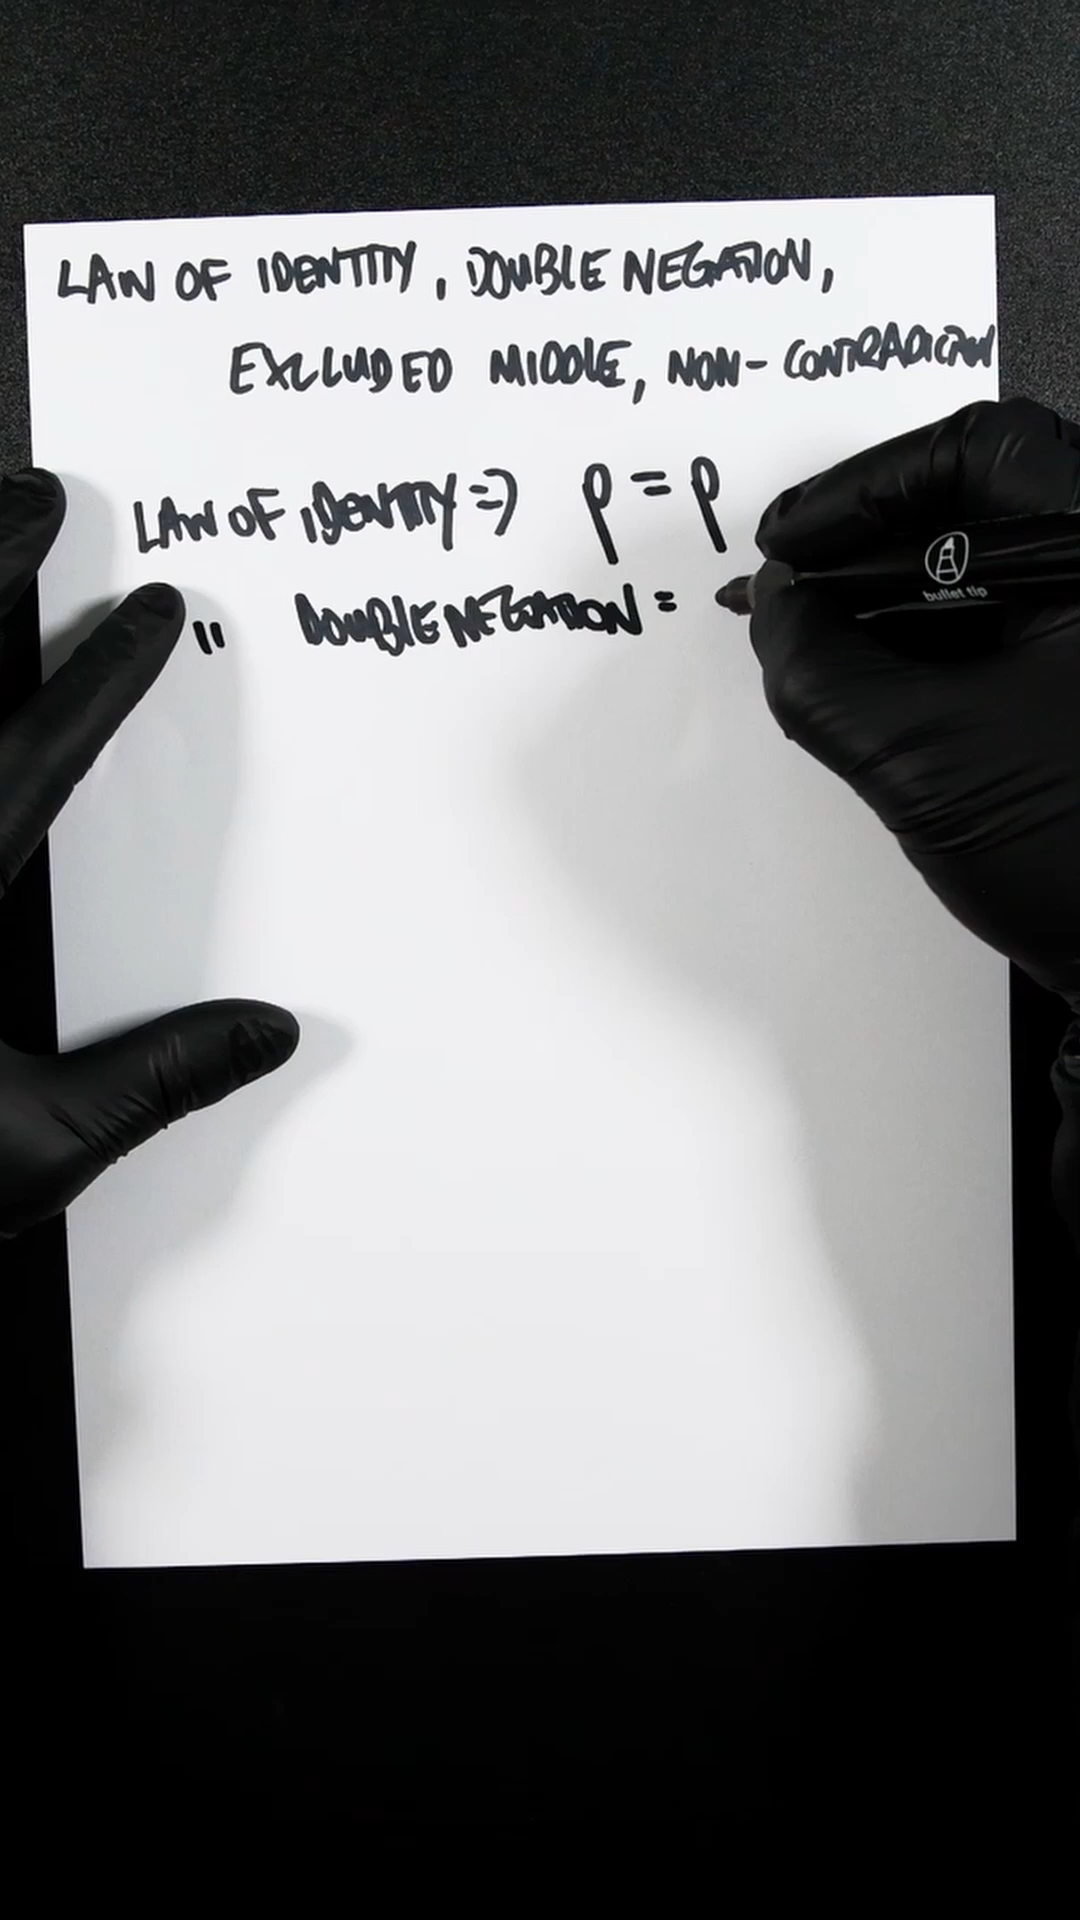 LAW OF IDENTITY, DOUBLE NEGATION,
EXCLUDED MIDDLE, NON-CONTRADICTION
LAW OF IDENTITY => P = P
" DOUBLE NEGATION =
bullet tip